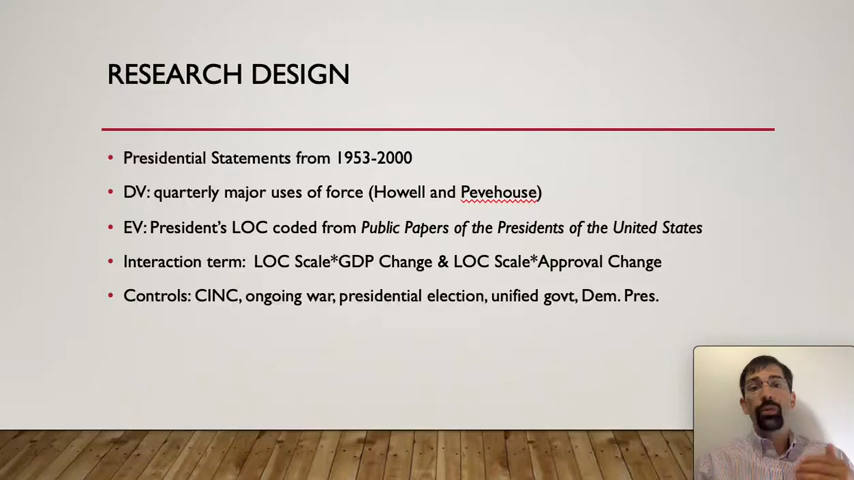 RESEARCH DESIGN
• Presidential Statements from 1953-2000
• DV: quarterly major uses of force (Howell and Pevehouse)
• EV: President's LOC coded from Public Papers of the Presidents of the United States
• Interaction term:  LOC Scale*GDP Change & LOC Scale*Approval Change
• Controls: CINC, ongoing war, presidential election, unified govt, Dem. Pres.